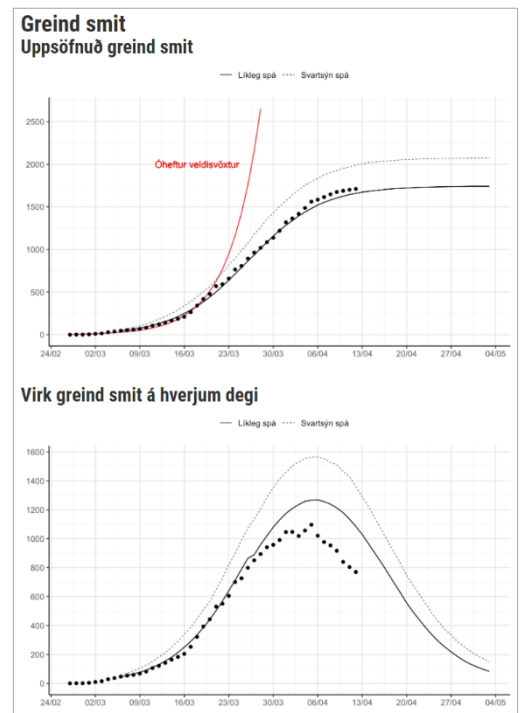 Greind smit
Uppsöfnuð greind smit
Líkleg spá Svartsýn spá
Óheftur veldisvöxtur
2500
2000
1500
1000
500
0
24/02 02/03 09/03 16/03 23/03 30/03 06/04 13/04 20/04 27/04 04/05
Virk greind smit á hverjum degi
Líkleg spá Svartsýn spá
1600
1400
1200
1000
800
600
400
200
0
24/02 02/03 09/03 16/03 23/03 30/03 06/04 13/04 20/04 27/04 04/05